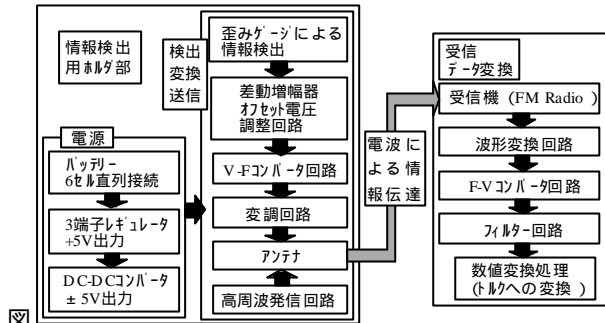 情報検出
用ホルダ部
電源
バッテリー
6セル直列接続
3端子レギュレータ
+5V出力
DC-DCコンバータ
± 5V出力
検出
変換
送信
歪みゲージによる
情報検出
差動増幅器
オフセット電圧
調整回路
V-Fコンバータ回路
変調回路
アンテナ
高周波発信回路
電波に
よる情
報伝達
受信
データ変換
受信機 (FM Radio)
波形変換回路
F-Vコンバータ回路
フィルター回路
数値変換処理
(トルクへの変換)
図